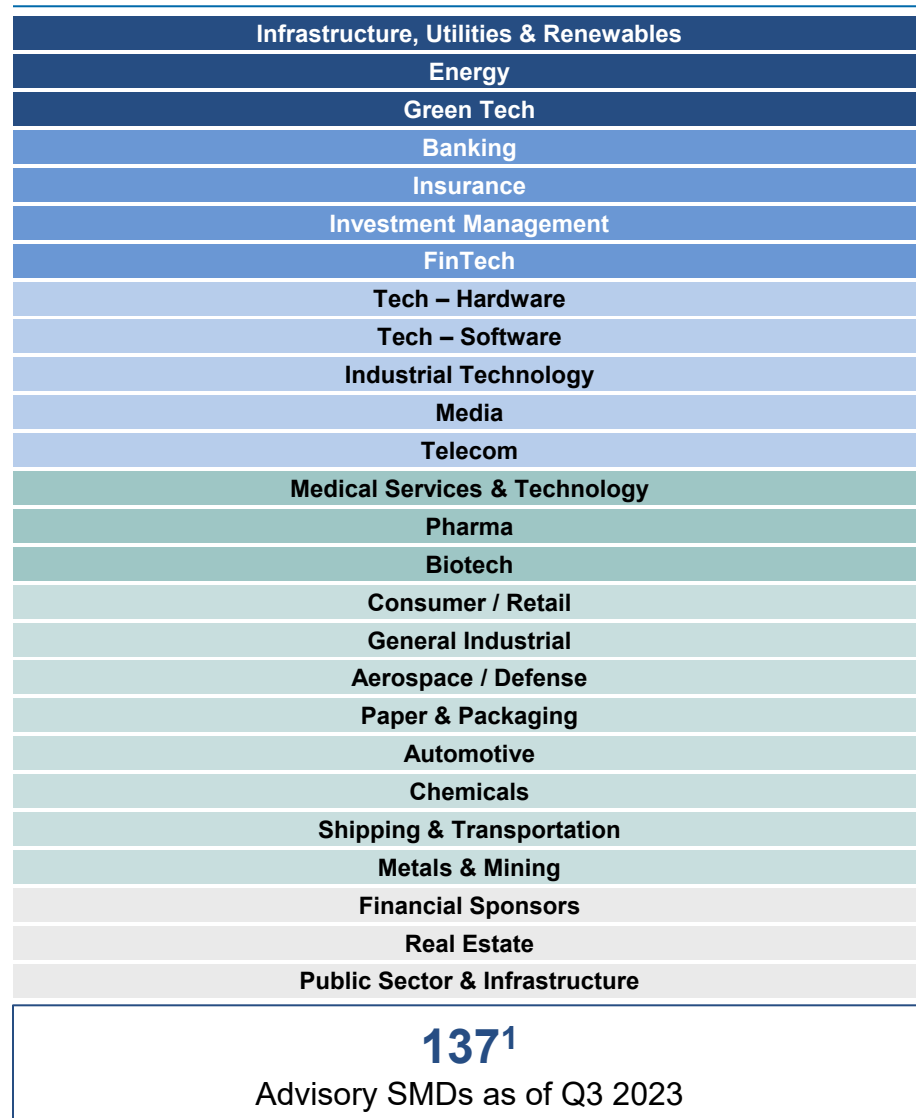 Infrastructure, Utilities & Renewables
Energy
Green Tech
Banking
Insurance
Investment Management
FinTech
Tech – Hardware
Tech – Software
Industrial Technology
Media
Telecom
Medical Services & Technology
Pharma
Biotech
Consumer / Retail
General Industrial
Aerospace / Defense
Paper & Packaging
Automotive
Chemicals
Shipping & Transportation
Metals & Mining
Financial Sponsors
Real Estate
Public Sector & Infrastructure
137¹
Advisory SMDs as of Q3 2023